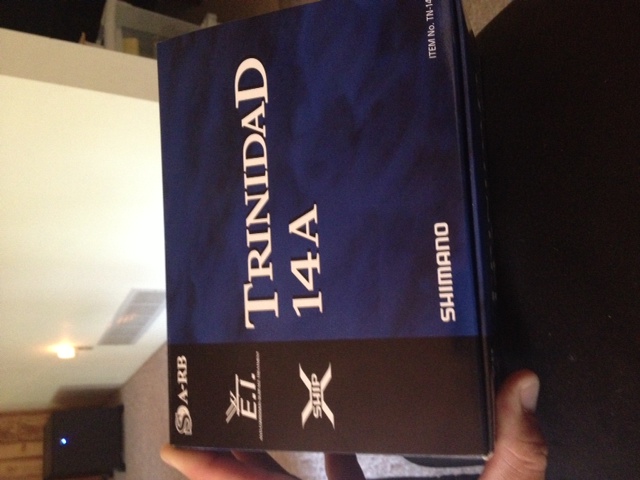 ITEM No. TN-14
TRINIDAD
14A
SHIMANO
S A-RB
E.I.
X
SHIP